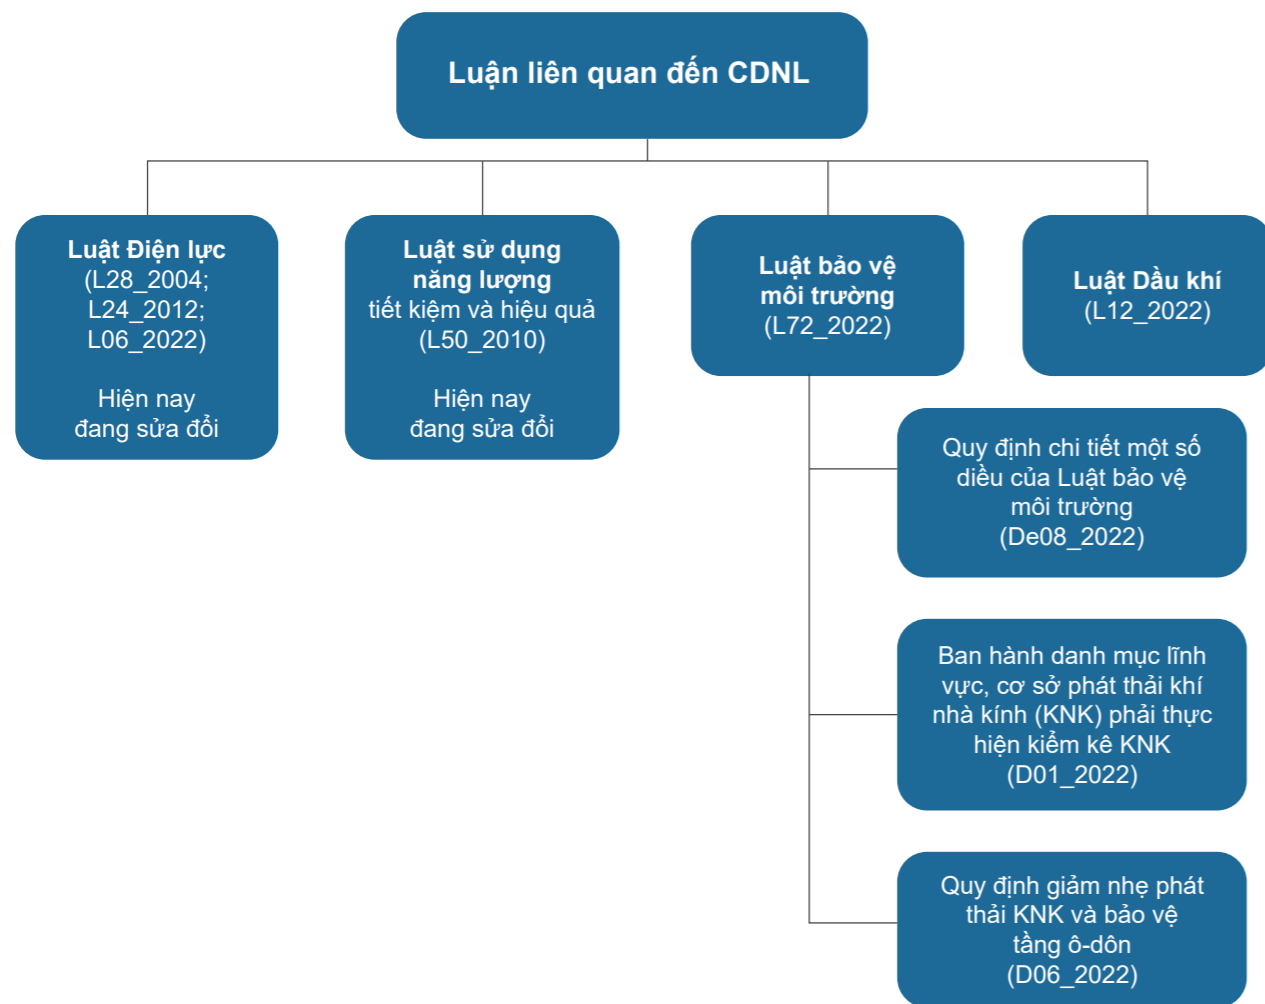 Luận liên quan đến CDNL
Luật Điện lực
(L28_2004;
L24_2012;
L06_2022)
Hiện nay
đang sửa đổi
Luật sử dụng
năng lượng
tiết kiệm và hiệu quả
(L50_2010)
Hiện nay
đang sửa đổi
Luật bảo vệ
môi trường
(L72_2022)
Luật Dầu khí
(L12_2022)
Quy định chi tiết một số
diều của Luật bảo vệ
môi trường
(De08_2022)
Ban hành danh mục lĩnh
vực, cơ sở phát thải khí
nhà kính (KNK) phải thực
hiện kiểm kê KNK
(D01_2022)
Quy định giảm nhẹ phát
thải KNK và bảo vệ
tầng ô-dôn
(D06_2022)